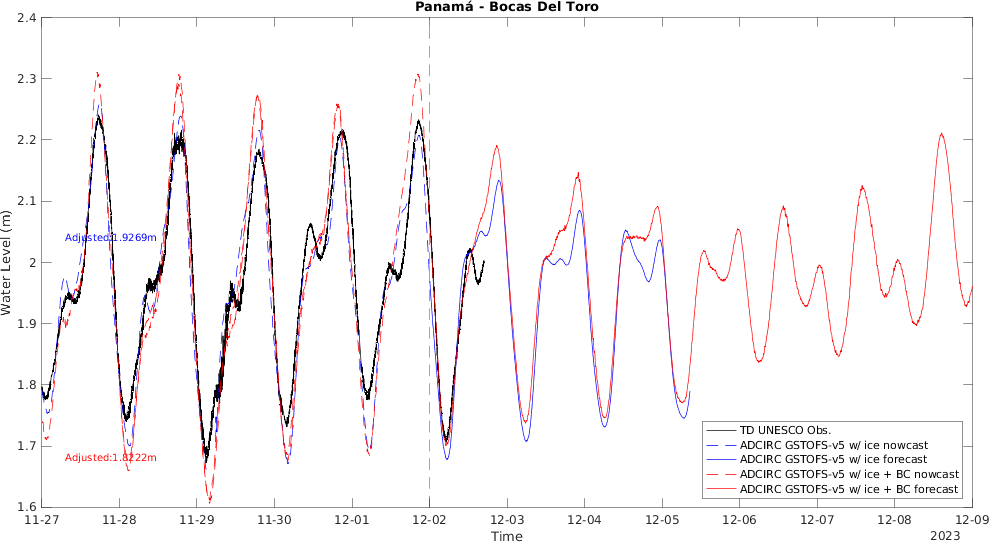 Panamá - Bocas Del Toro
2.4
2.3
2.2
2.1
2
1.9
1.8
1.7
1.6
Water Level (m)
Adjusted:1.9269m
Adjusted:1.8222m
TD UNESCO Obs.
ADCIRC GSTOFS-v5 w/ ice nowcast
ADCIRC GSTOFS-v5 w/ ice forecast
ADCIRC GSTOFS-v5 w/ ice + BC nowcast
ADCIRC GSTOFS-v5 w/ ice + BC forecast
11-27 11-28 11-29 11-30 12-01 12-02 12-03 12-04 12-05 12-06 12-07 12-08 12-09
Time
2023